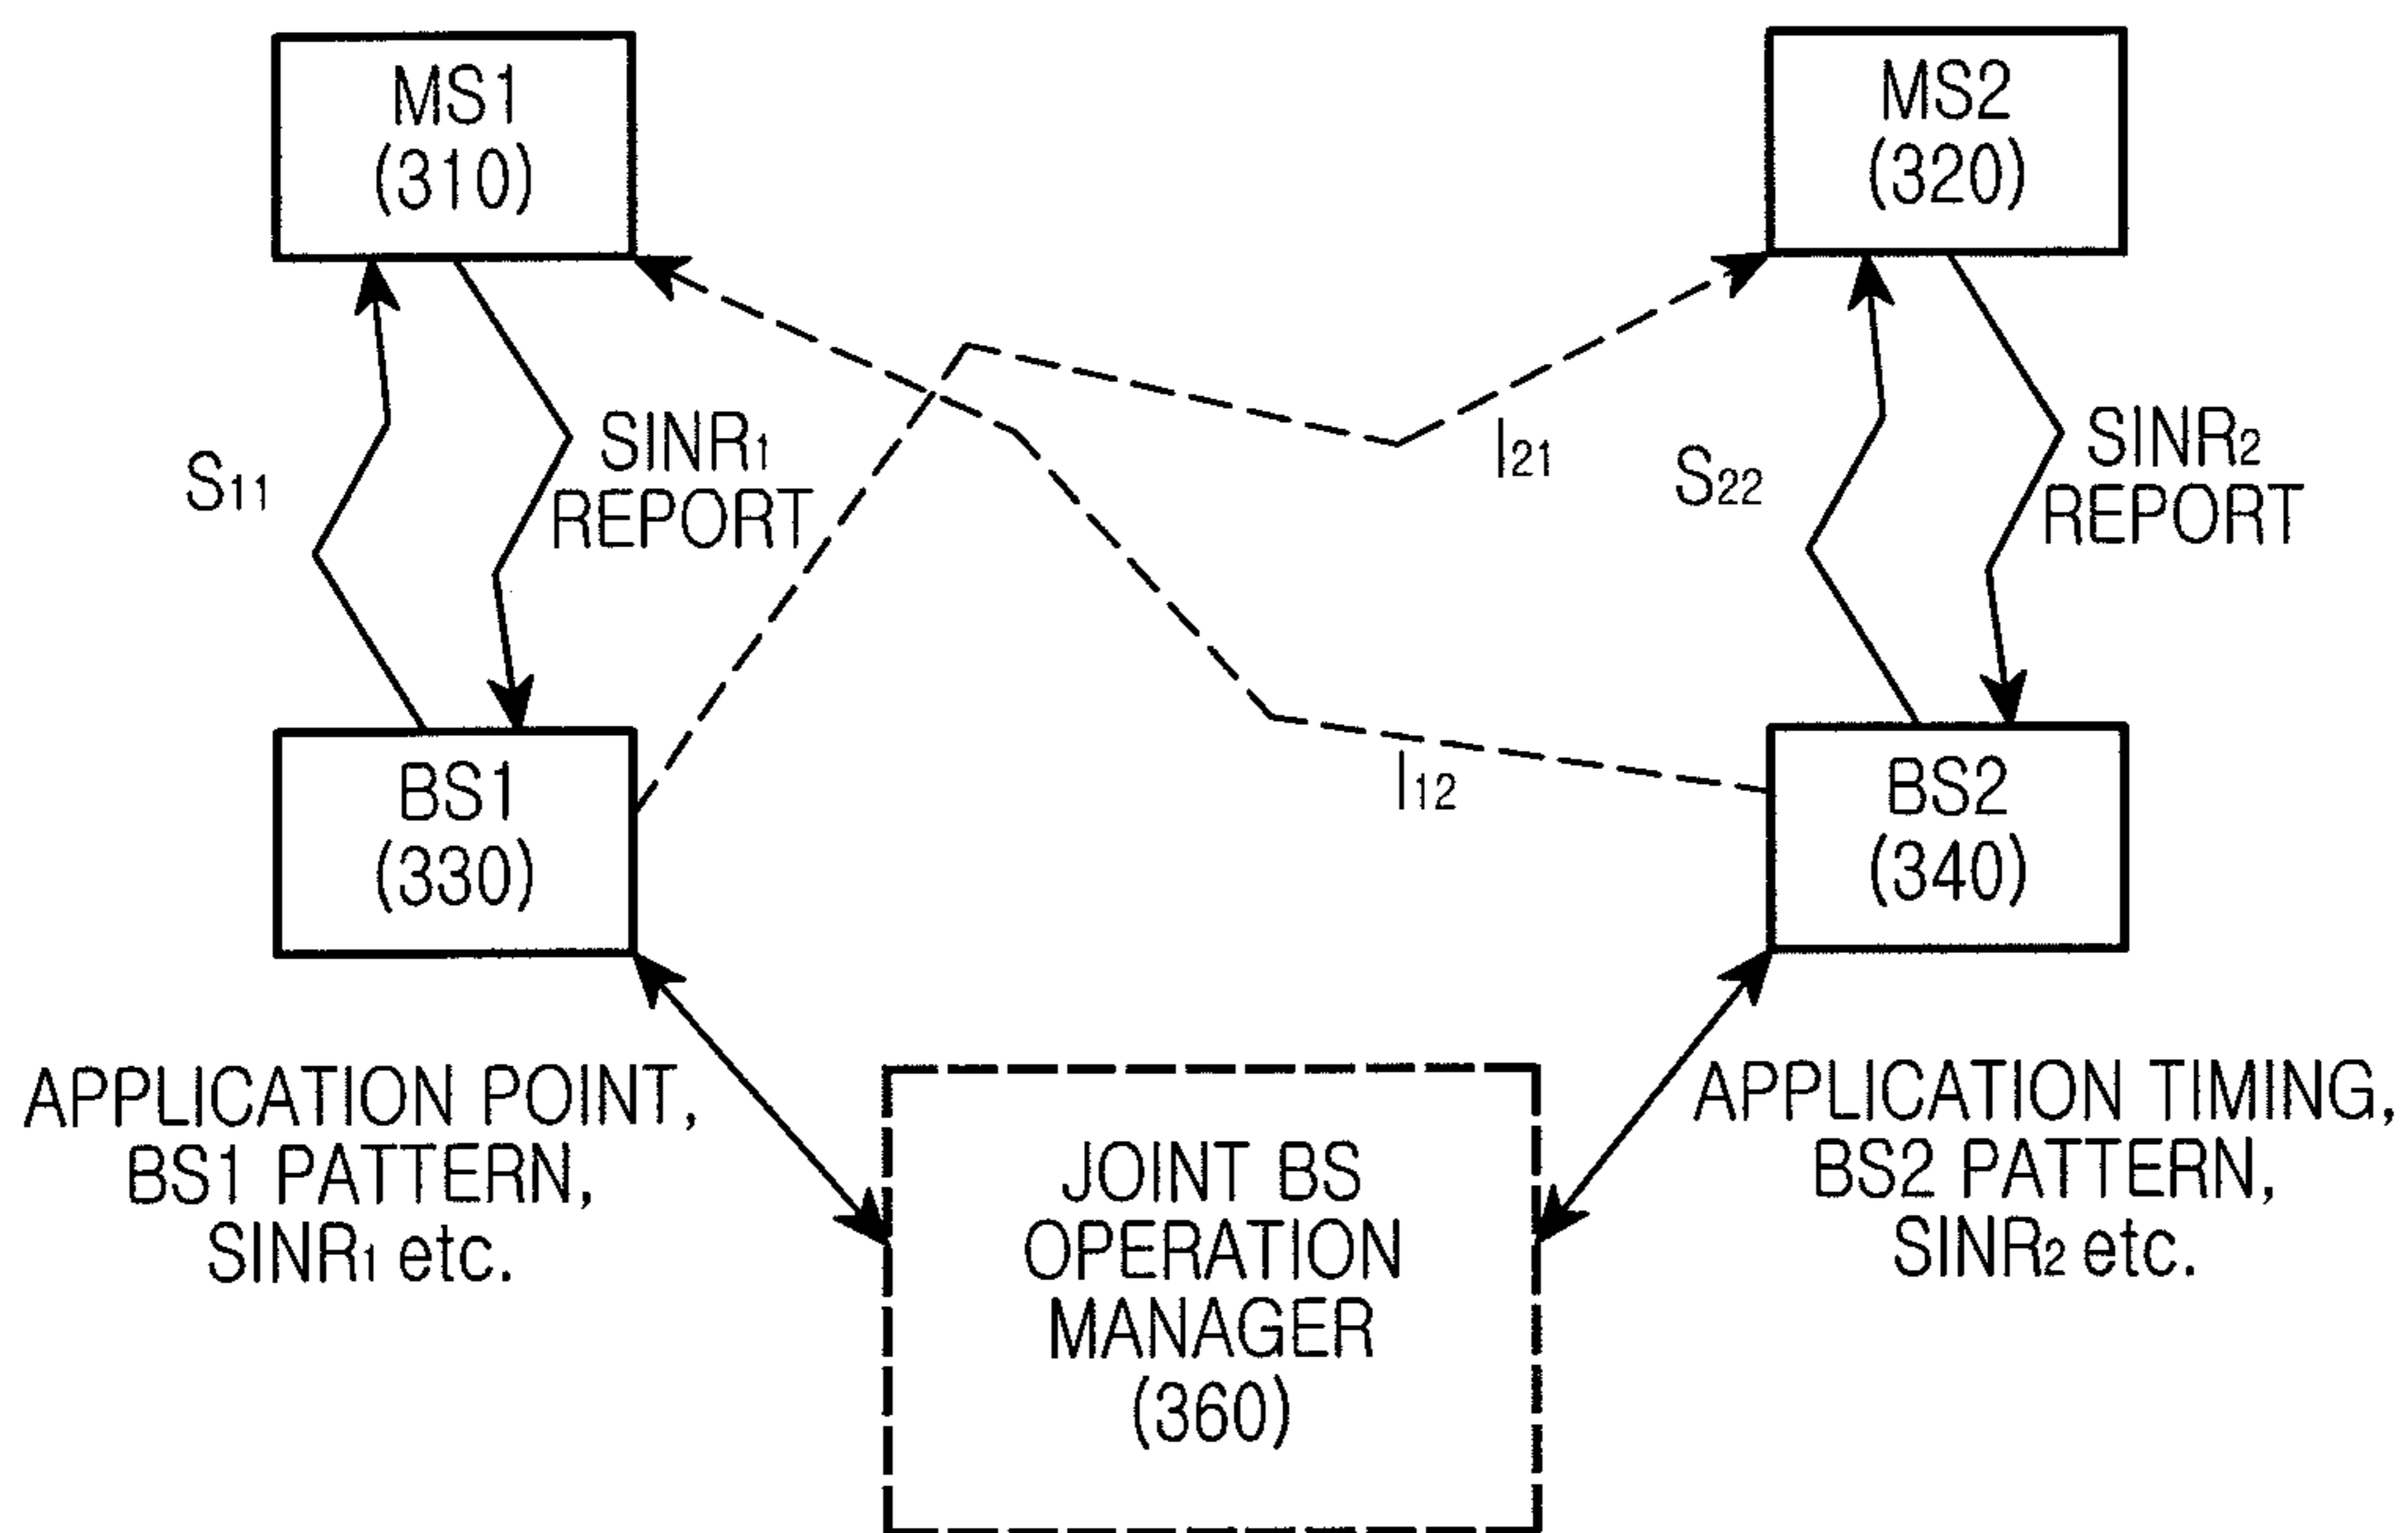 MS1
(310)
MS2
(320)
S11
SINR1
REPORT
I21
S22
SINR2
REPORT
I12
BS1
(330)
BS2
(340)
APPLICATION POINT,
BS1 PATTERN,
SINR1 etc.
JOINT BS
OPERATION
MANAGER
(360)
APPLICATION TIMING,
BS2 PATTERN,
SINR2 etc.